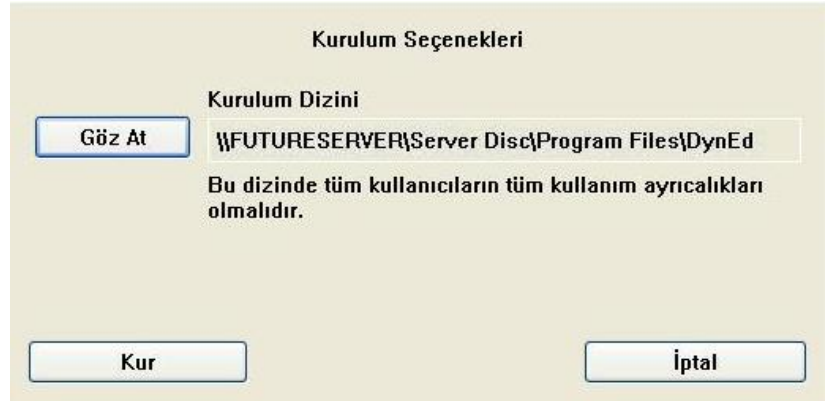 Kurulum Seçenekleri
Kurulum Dizini
Göz At
\\FUTURESERVER\Server Disc\Program Files\DynEd
Bu dizinde tüm kullanıcıların tüm kullanım ayrıcalıkları
olmalıdır.
Kur
İptal